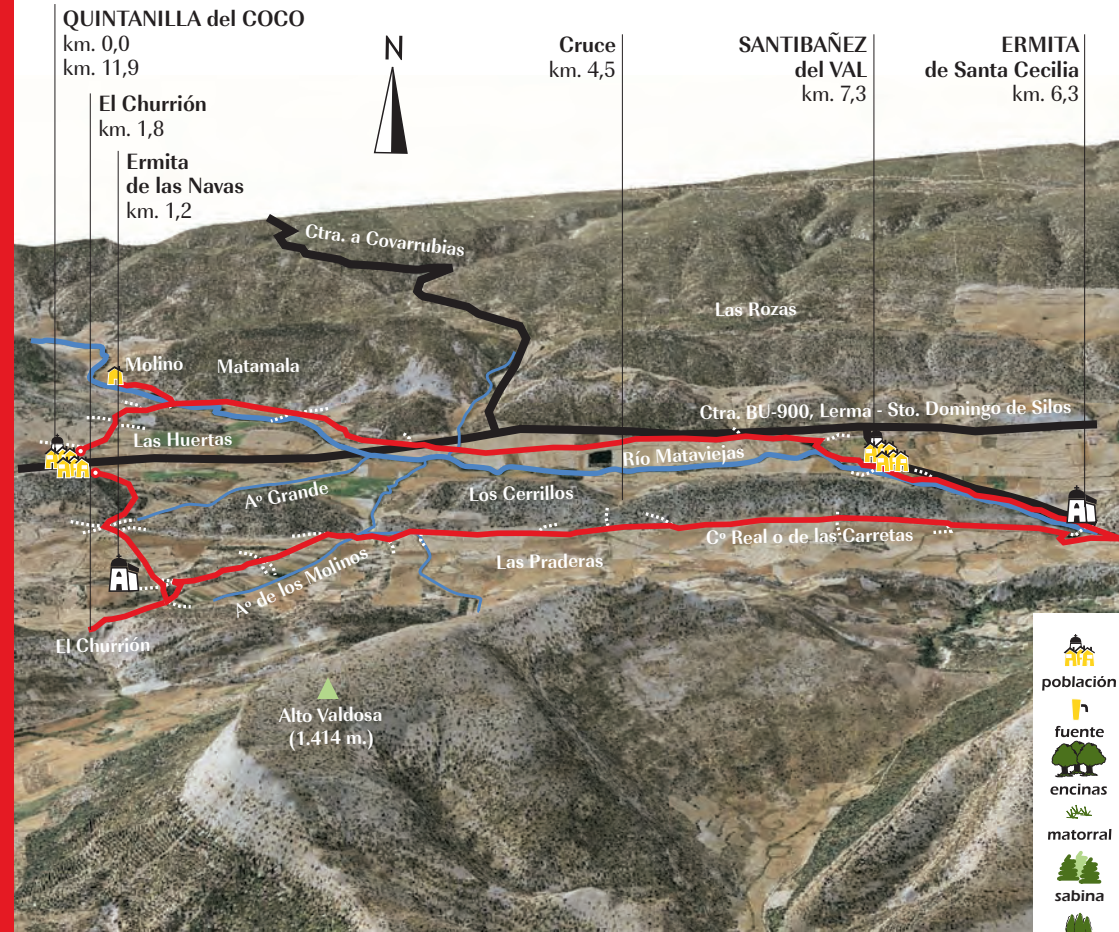 QUINTANILLA del COCO
km. 0,0
km. 11,9
El Churrión
km. 1,8
Ermita
de las Navas
km. 1,2
N
Cruce
km. 4,5
SANTIBAÑEZ
del VAL
km. 7,3
ERMITA
de Santa Cecilia
km. 6,3
Ctra. a Covarrubias
Las Rozas
Molino
Matamala
Ctra. BU-900, Lerma - Sto. Domingo de Silos
Las Huertas
Río Mataviejas
Aº Grande
Los Cerrillos
Cº Real o de las Carretas
Las Praderas
Aº de los Molinos
El Churrión
Alto Valdosa
(1.414 m.)
población
fuente
encinas
matorral
sabina